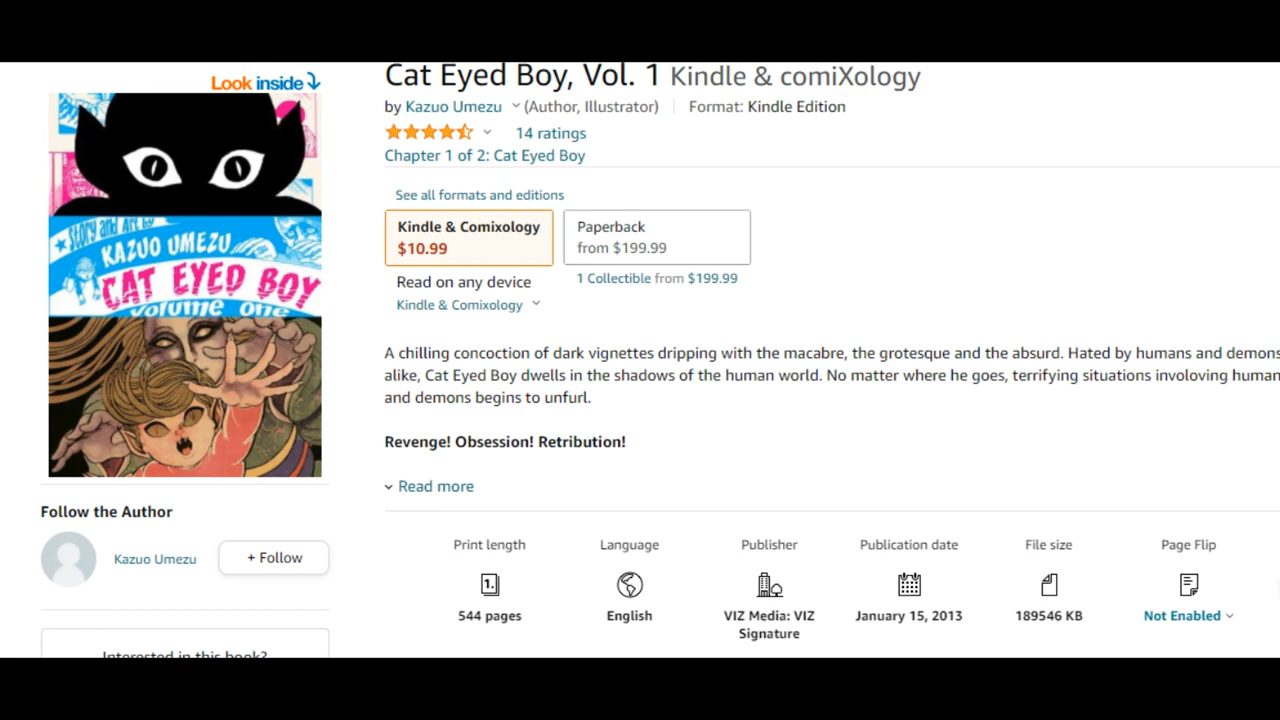 Look inside
Cat Eyed Boy, Vol. 1 Kindle & comiXology
by Kazuo Umezu (Author, Illustrator) Format: Kindle Edition
14 ratings
Chapter 1 of 2: Cat Eyed Boy
See all formats and editions
Kindle & Comixology
$10.99
Paperback
from $199.99
Read on any device
Kindle & Comixology
1 Collectible from $199.99
Story and Art by
KAZUO UMEZU
CAT EYED BOY
Volume One
A chilling concoction of dark vignettes dripping with the macabre, the grotesque and the absurd. Hated by humans and demons
alike, Cat Eyed Boy dwells in the shadows of the human world. No matter where he goes, terrifying situations involoving human
and demons begins to unfurl.
Revenge! Obsession! Retribution!
Read more
Follow the Author
Kazuo Umezu
+ Follow
Print length
1.
544 pages
Language
English
Publisher
VIZ Media: VIZ
Signature
Publication date
January 15, 2013
File size
189546 KB
Page Flip
Not Enabled
Interested in this book?